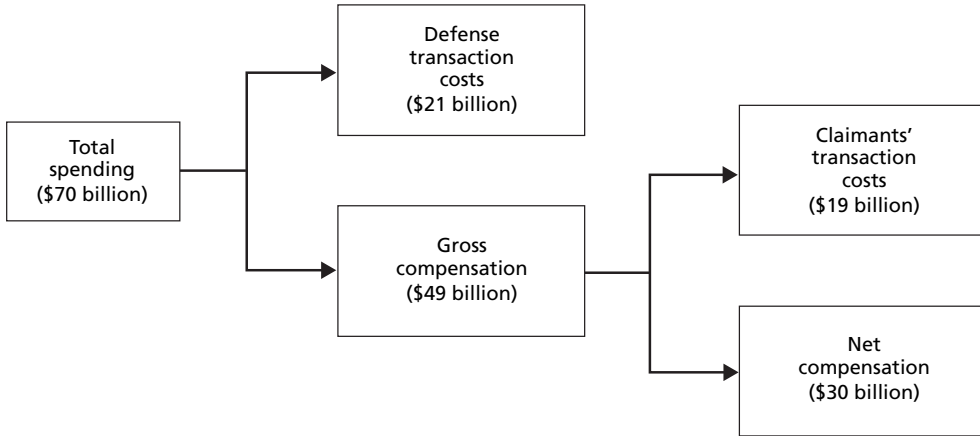 Total
spending
($70 billion)
Defense
transaction
costs
($21 billion)
Gross
compensation
($49 billion)
Claimants’
transaction
costs
($19 billion)
Net
compensation
($30 billion)